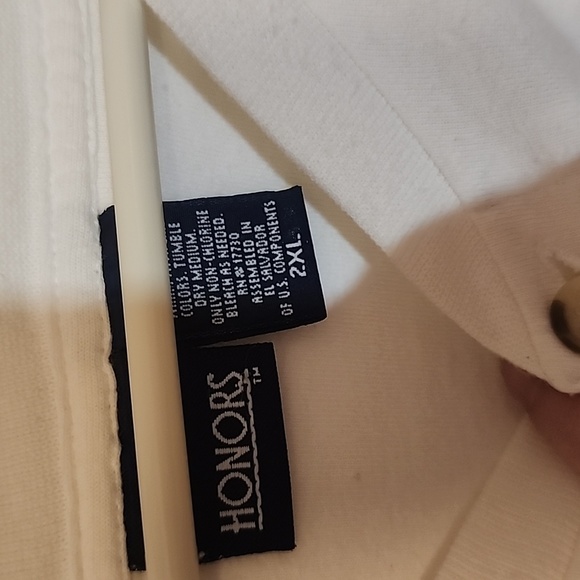 COLORS. TUMBLE
DRY MEDIUM.
ONLY NON-CHLORINE
BLEACH AS NEEDED.
RN#17730
ASSEMBLED IN
EL SALVADOR
OF U.S. COMPONENTS
2XL
HONORS™